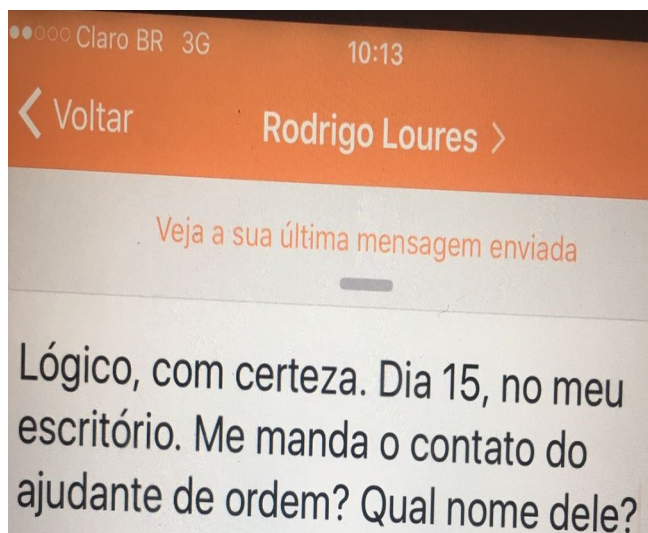 Claro BR 3G 10:13
Voltar Rodrigo Loures
Veja a sua última mensagem enviada
Lógico, com certeza. Dia 15, no meu
escritório. Me manda o contato do
ajudante de ordem? Qual nome dele?